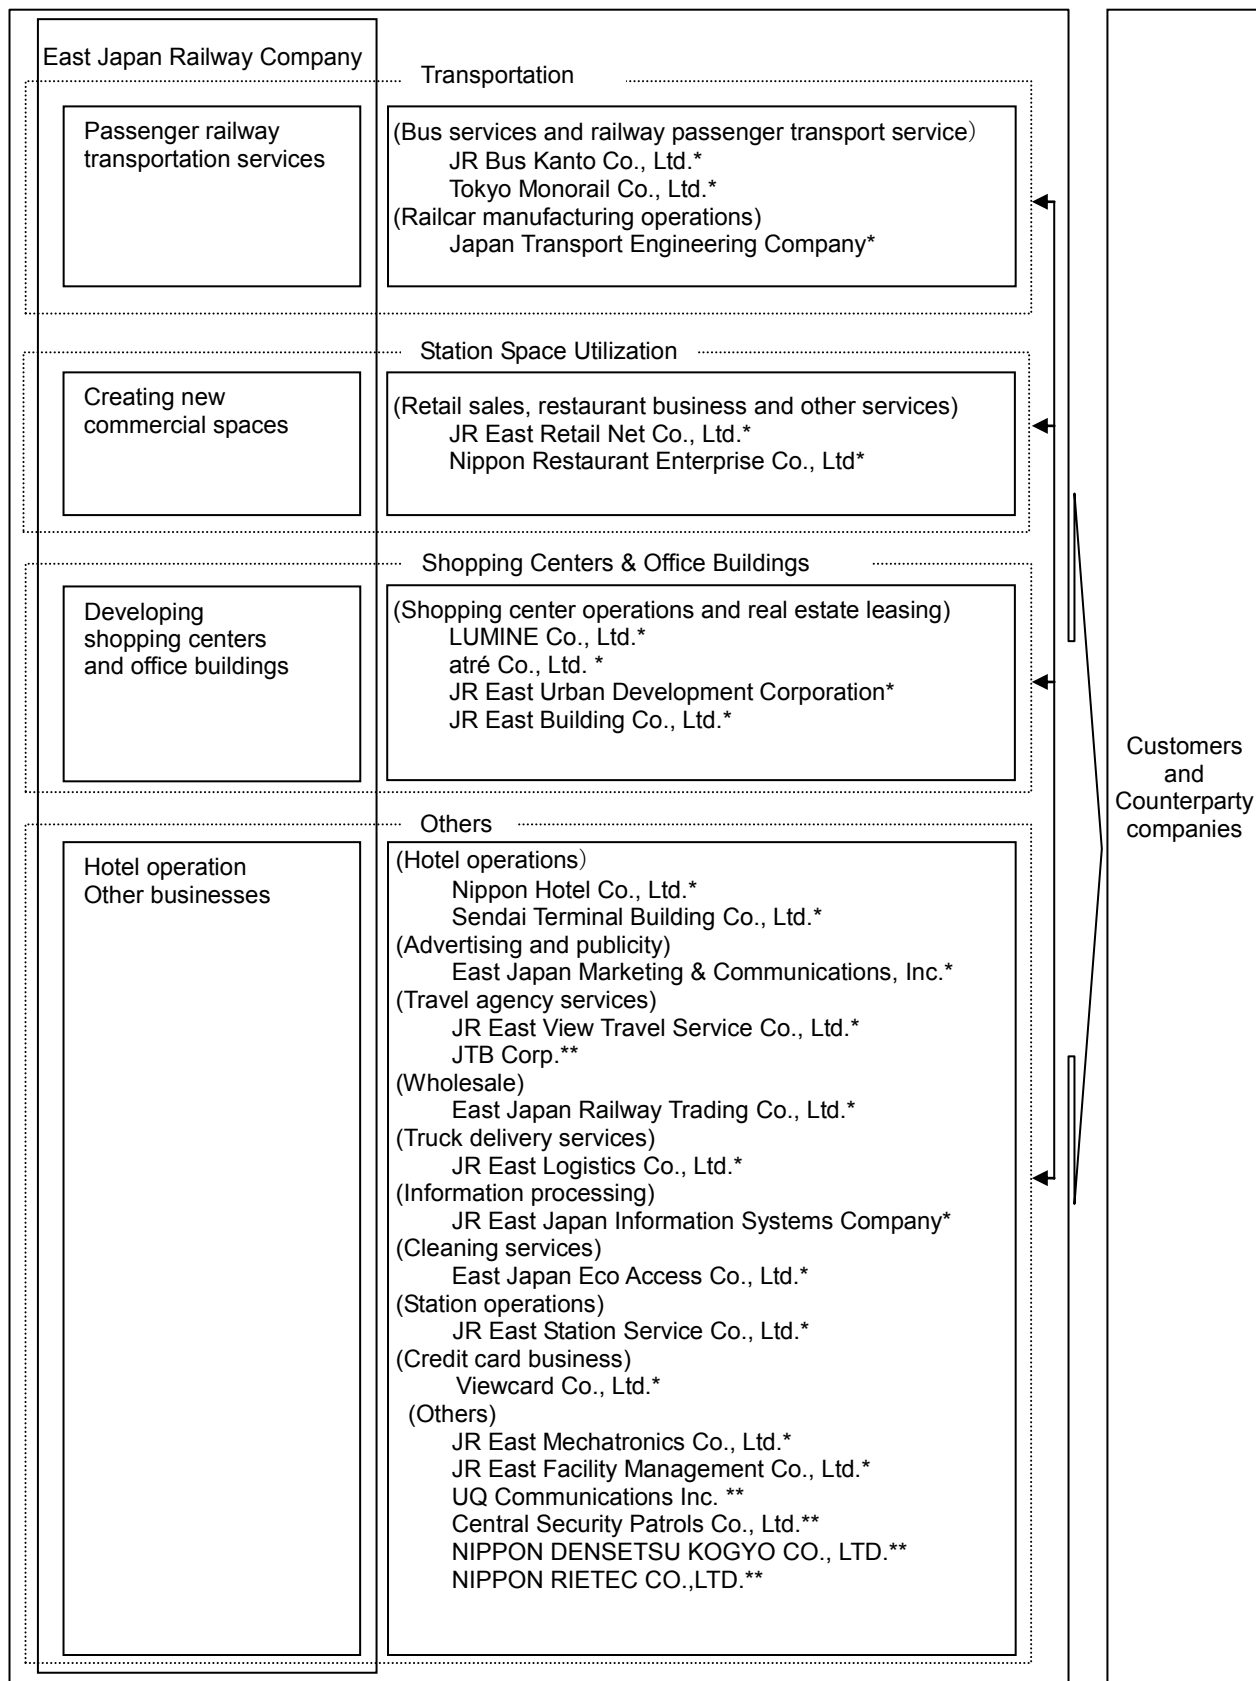 East Japan Railway Company
Transportation
Passenger railway
transportation services
(Bus services and railway passenger transport service）
JR Bus Kanto Co., Ltd.*
Tokyo Monorail Co., Ltd.*
(Railcar manufacturing operations)
Japan Transport Engineering Company*
Station Space Utilization
Creating new
commercial spaces
(Retail sales, restaurant business and other services)
JR East Retail Net Co., Ltd.*
Nippon Restaurant Enterprise Co., Ltd*
Shopping Centers & Office Buildings
Developing
shopping centers
and office buildings
(Shopping center operations and real estate leasing)
LUMINE Co., Ltd.*
atré Co., Ltd. *
JR East Urban Development Corporation*
JR East Building Co., Ltd.*
Others
Hotel operation
Other businesses
(Hotel operations）
Nippon Hotel Co., Ltd.*
Sendai Terminal Building Co., Ltd.*
(Advertising and publicity)
East Japan Marketing & Communications, Inc.*
(Travel agency services)
JR East View Travel Service Co., Ltd.*
JTB Corp.**
(Wholesale)
East Japan Railway Trading Co., Ltd.*
(Truck delivery services)
JR East Logistics Co., Ltd.*
(Information processing)
JR East Japan Information Systems Company*
(Cleaning services)
East Japan Eco Access Co., Ltd.*
(Station operations)
JR East Station Service Co., Ltd.*
(Credit card business)
Viewcard Co., Ltd.*
(Others)
JR East Mechatronics Co., Ltd.*
JR East Facility Management Co., Ltd.*
UQ Communications Inc. **
Central Security Patrols Co., Ltd.**
NIPPON DENSETSU KOGYO CO., LTD.**
NIPPON RIETEC CO.,LTD.**
Customers
and
Counterparty
companies